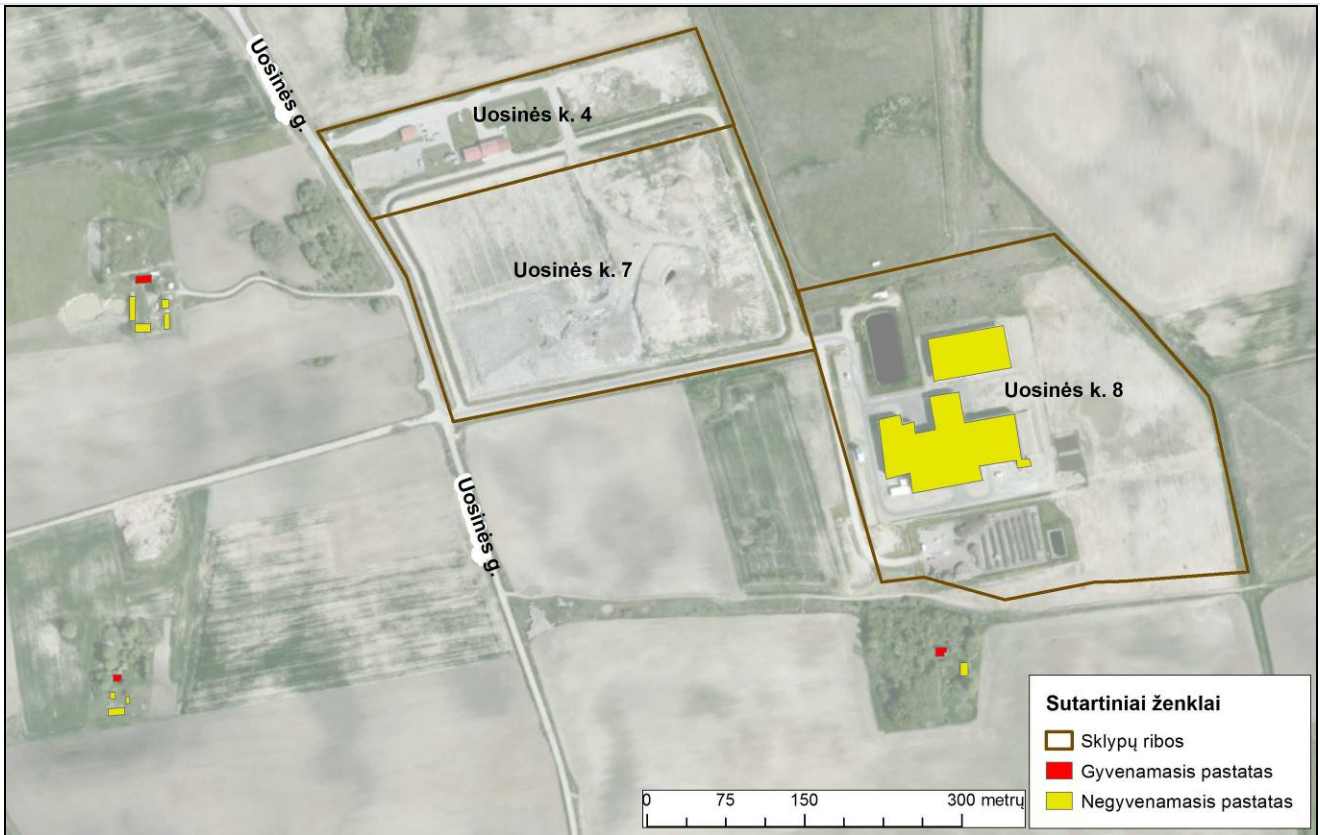 Uosinės g.
Uosinės k. 4
Uosinės k. 7
Uosinės k. 8
Uosinės g.
Sutartiniai ženklai
Sklypų ribos
Gyvenamasis pastatas
Negyvenamasis pastatas
0 75 150 300 metrų